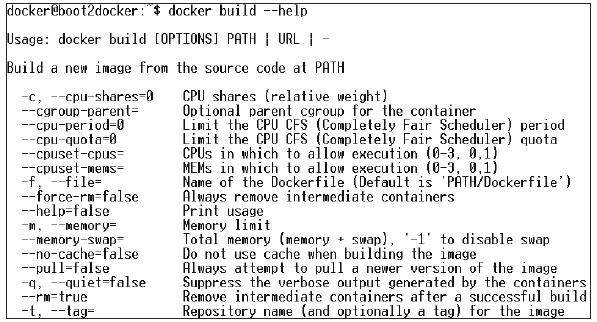 docker@boot2docker:~$ docker build --help
Usage: docker build [OPTIONS] PATH | URL | -
Build a new image from the source code at PATH
-c, --cpu-shares=0 CPU shares (relative weight)
--cgroup-parent= Optional parent cgroup for the container
--cpu-period=0 Limit the CPU CFS (Completely Fair Scheduler) period
--cpu-quota=0 Limit the CPU CFS (Completely Fair Scheduler) quota
--cpuset-cpus= CPUs in which to allow execution (0-3, 0,1)
--cpuset-mems= MEMs in which to allow execution (0-3, 0,1)
-f, --file= Name of the Dockerfile (Default is 'PATH/Dockerfile')
--force-rm=false Always remove intermediate containers
--help=false Print usage
-m, --memory= Memory limit
--memory-swap= Total memory (memory + swap), '-1' to disable swap
--no-cache=false Do not use cache when building the image
--pull=false Always attempt to pull a newer version of the image
-q, --quiet=false Suppress the verbose output generated by the containers
--rm=true Remove intermediate containers after a successful build
-t, --tag= Repository name (and optionally a tag) for the image